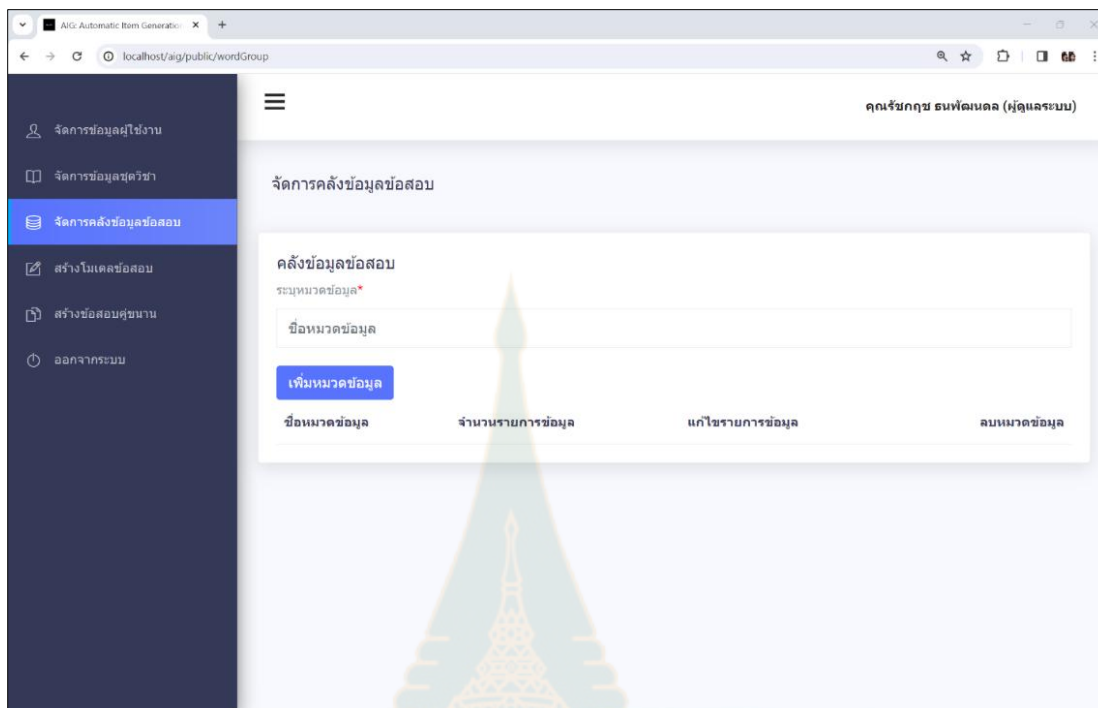 AIG: Automatic Item Generatio
localhost/aig/public/wordGroup
คุณรัชกฤช ธนพัฒนดล (ผู้ดูแลระบบ)
จัดการข้อมูลผู้ใช้งาน
จัดการข้อมูลชุดวิชา
จัดการคลังข้อมูลข้อสอบ
สร้างโมเดลข้อสอบ
สร้างข้อสอบคู่ขนาน
ออกจากระบบ
จัดการคลังข้อมูลข้อสอบ
คลังข้อมูลข้อสอบ
ระบุหมวดข้อมูล*
ชื่อหมวดข้อมูล
เพิ่มหมวดข้อมูล
ชื่อหมวดข้อมูล จำนวนรายการข้อมูล แก้ไขรายการข้อมูล ลบหมวดข้อมูล